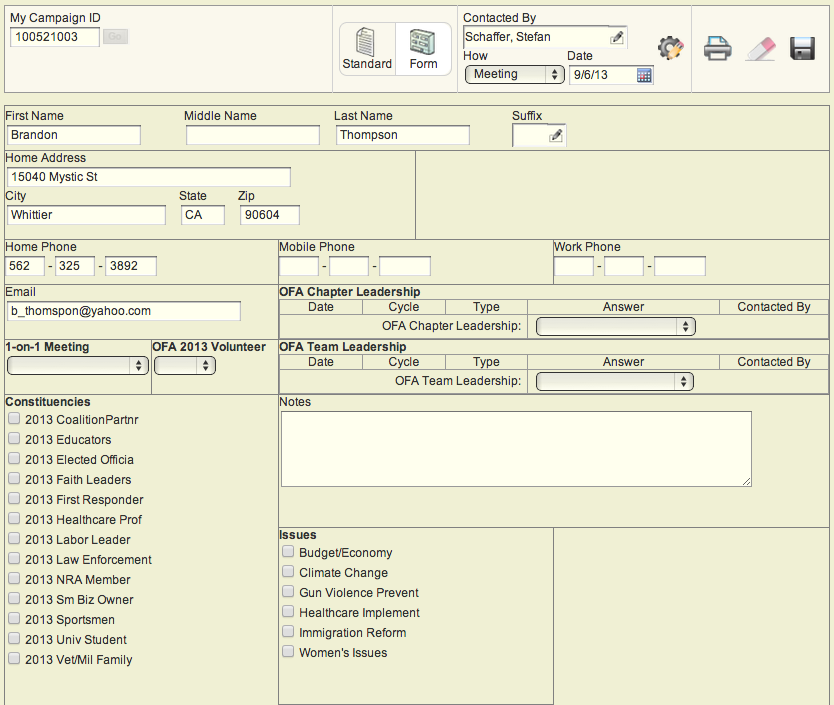 My Campaign ID
100521003 Go
Standard Form
Contacted By
Schaffer, Stefan
How Date
Meeting 9/6/13
First Name Middle Name Last Name Suffix
Brandon Thompson
Home Address
15040 Mystic St
City State Zip
Whittier CA 90604
Home Phone Mobile Phone Work Phone
562 - 325 - 3892 - - - -
Email
b_thomspon@yahoo.com
OFA Chapter Leadership
Date Cycle Type Answer Contacted By
OFA Chapter Leadership:
1-on-1 Meeting OFA 2013 Volunteer
OFA Team Leadership
Date Cycle Type Answer Contacted By
OFA Team Leadership:
Constituencies
2013 CoalitionPartnr
2013 Educators
2013 Elected Officia
2013 Faith Leaders
2013 First Responder
2013 Healthcare Prof
2013 Labor Leader
2013 Law Enforcement
2013 NRA Member
2013 Sm Biz Owner
2013 Sportsmen
2013 Univ Student
2013 Vet/Mil Family
Notes
Issues
Budget/Economy
Climate Change
Gun Violence Prevent
Healthcare Implement
Immigration Reform
Women's Issues